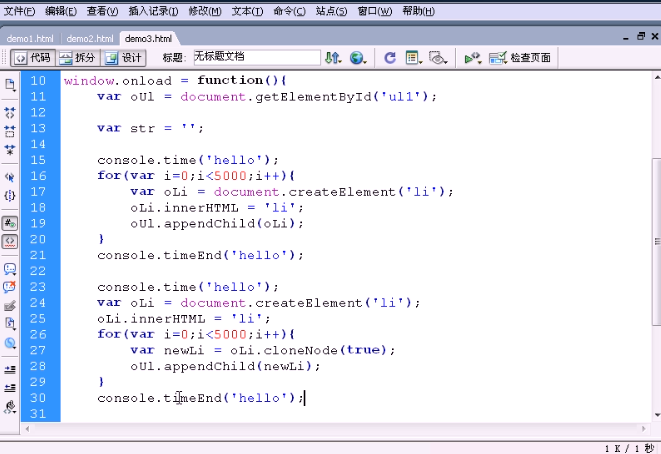 文件(F) 编辑(E) 查看(V) 插入记录(I) 修改(M) 文本(T) 命令(C) 站点(S) 窗口(W) 帮助(H)
demo1.html demo2.html demo3.html
代码 拆分 设计 标题: 无标题文档 检查页面
10 window.onload = function(){
11 var oUl = document.getElementById('ul1');
12
13 var str = '';
14
15 console.time('hello');
16 for(var i=0;i<5000;i++){
17 var oLi = document.createElement('li');
18 oLi.innerHTML = 'li';
19 oUl.appendChild(oLi);
20 }
21 console.timeEnd('hello');
22
23 console.time('hello');
24 var oLi = document.createElement('li');
25 oLi.innerHTML = 'li';
26 for(var i=0;i<5000;i++){
27 var newLi = oLi.cloneNode(true);
28 oUl.appendChild(newLi);
29 }
30 console.timeEnd('hello');
31
1 K / 1 秒